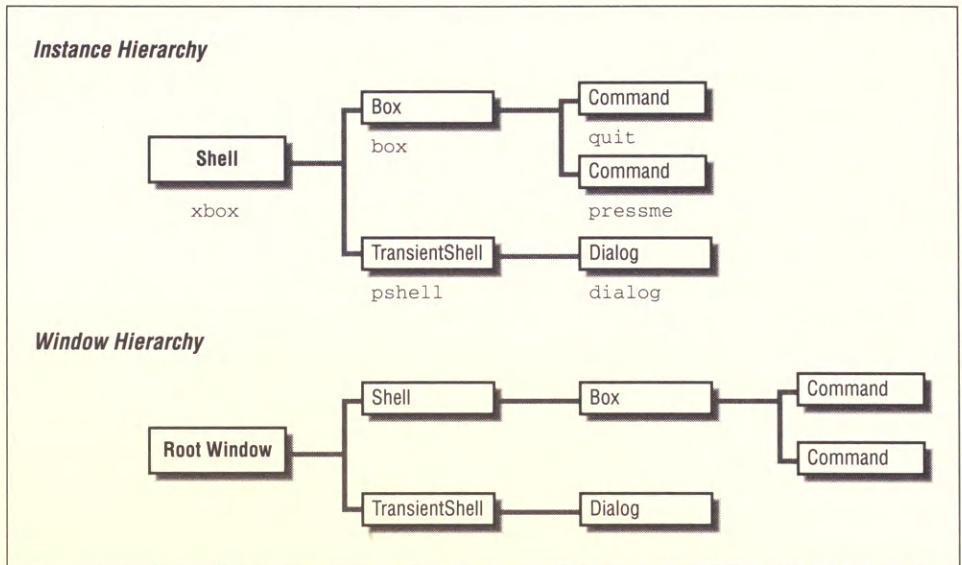 Instance Hierarchy
Box
Command
box
quit
Shell
Command
xbox
pressme
TransientShell
Dialog
pshell
dialog
Window Hierarchy
Shell
Box
Command
Root Window
Command
TransientShell
Dialog